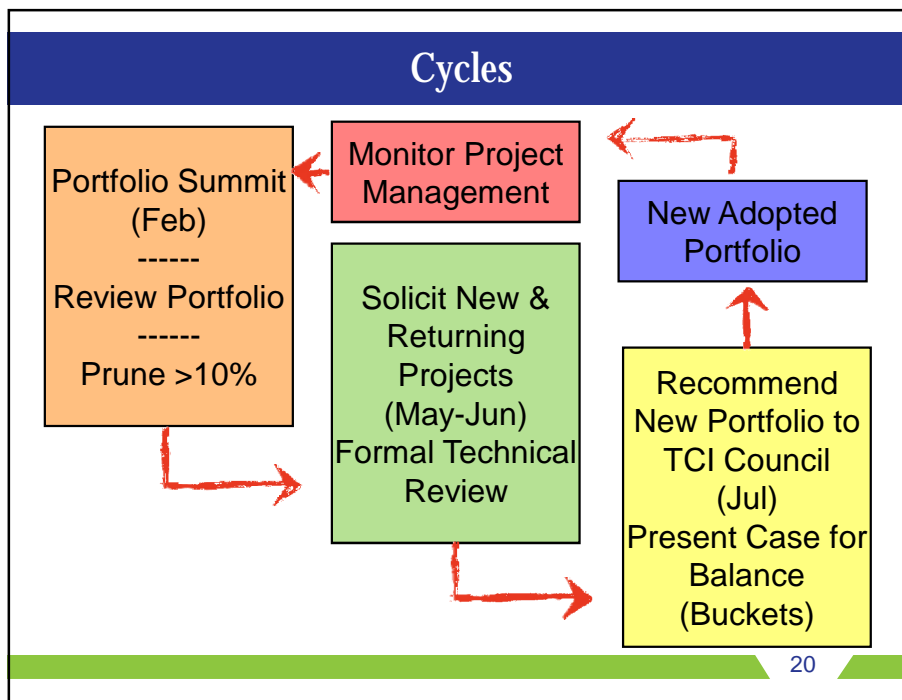 Cycles
Portfolio Summit
(Feb)
------
Review Portfolio
------
Prune >10%
Monitor Project
Management
Solicit New &
Returning
Projects
(May-Jun)
Formal Technical
Review
New Adopted
Portfolio
Recommend
New Portfolio to
TCI Council
(Jul)
Present Case for
Balance
(Buckets)
20